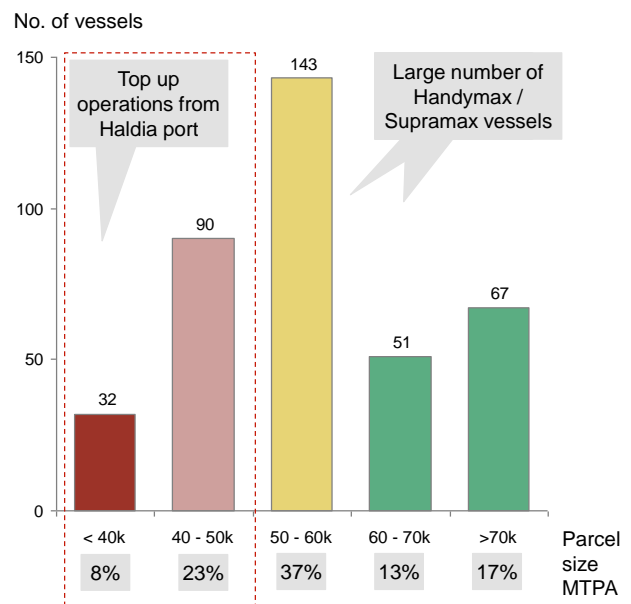 No. of vessels
Top up
operations from
Haldia port
Large number of
Handymax /
Supramax vessels
150
100
50
0
32
90
143
51
67
< 40k
40 - 50k
50 - 60k
60 - 70k
>70k
Parcel
size
MTPA
8%
23%
37%
13%
17%